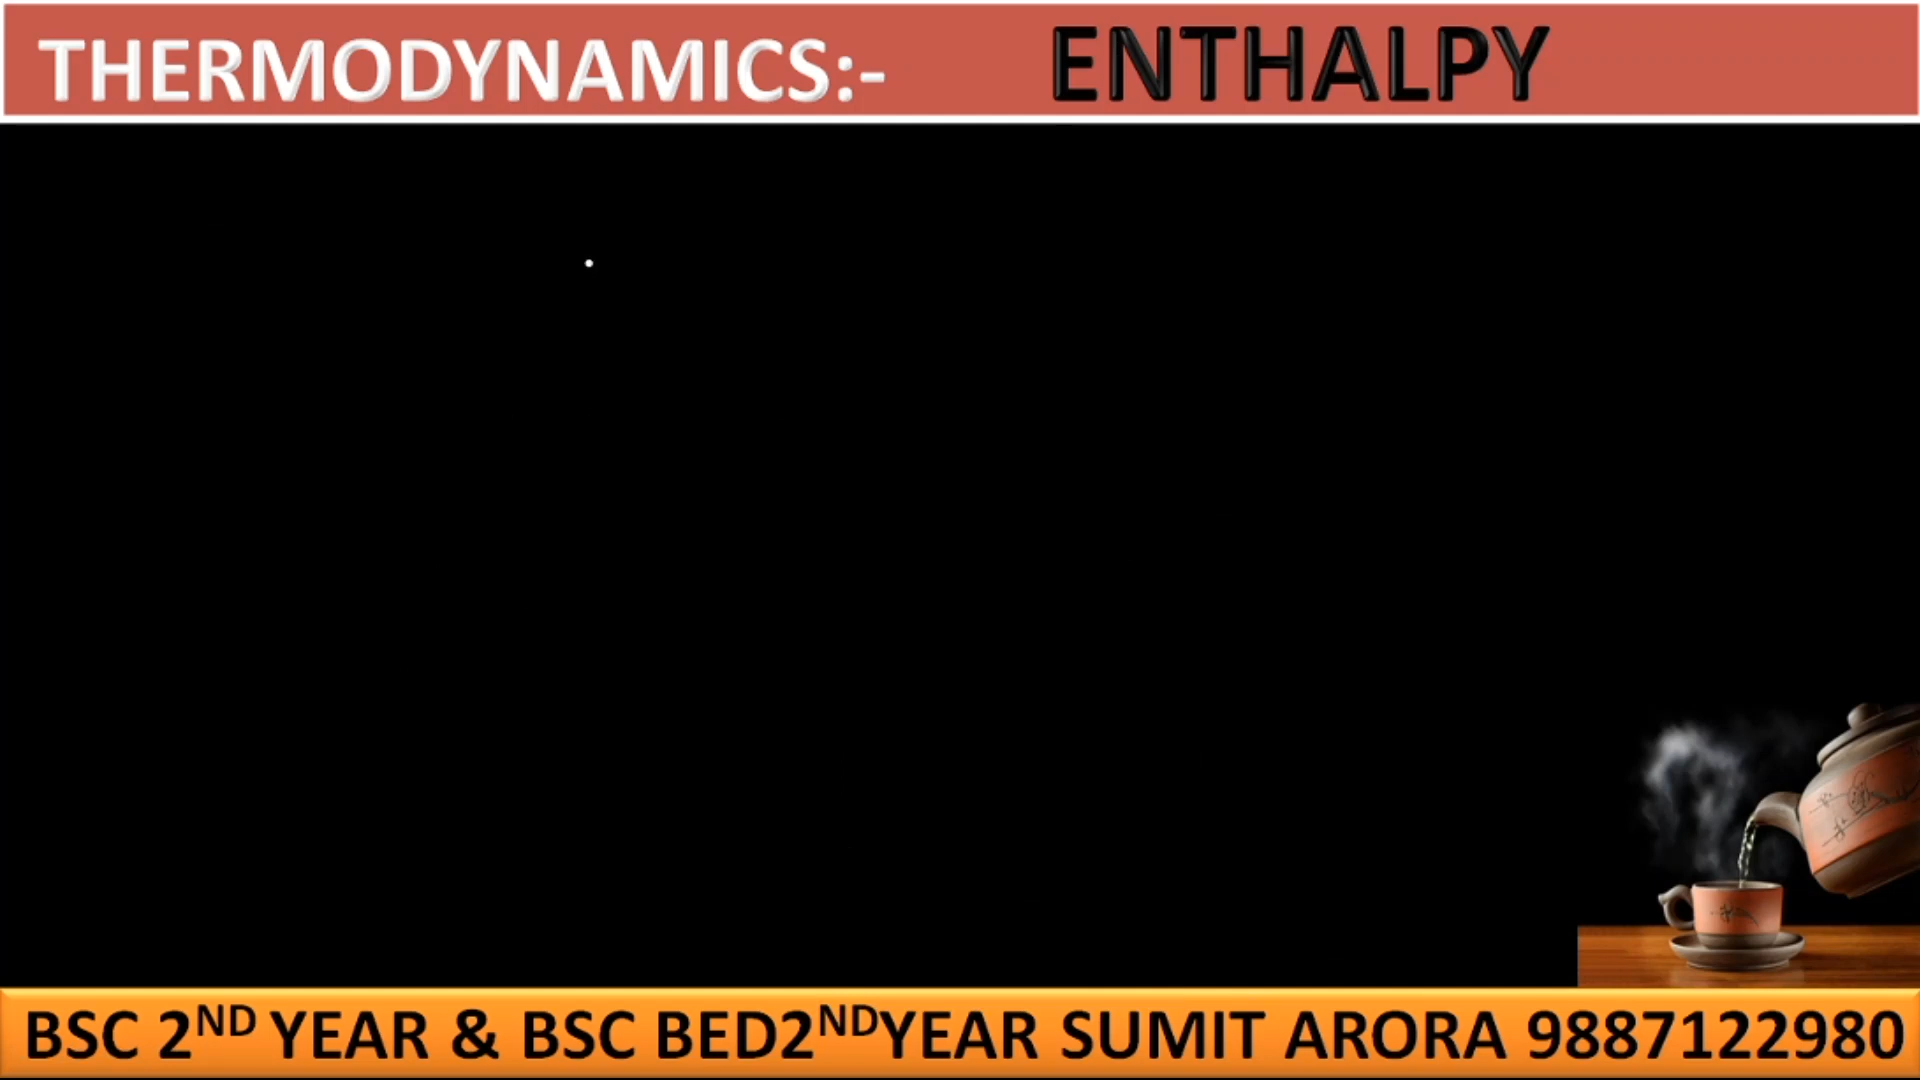 THERMODYNAMICS:- ENTHALPY
BSC 2ND YEAR & BSC BED2NDYEAR SUMIT ARORA 9887122980